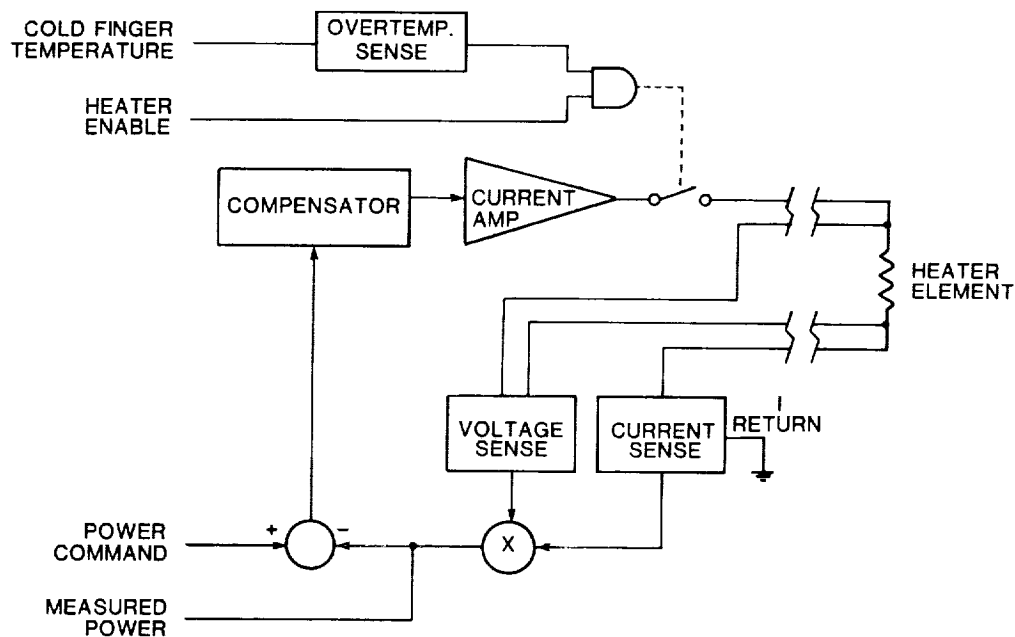 COLD FINGER
TEMPERATURE
OVERTEMP.
SENSE
HEATER
ENABLE
COMPENSATOR
CURRENT
AMP
HEATER
ELEMENT
VOLTAGE
SENSE
CURRENT
SENSE
I
RETURN
POWER
COMMAND
+
−
X
MEASURED
POWER